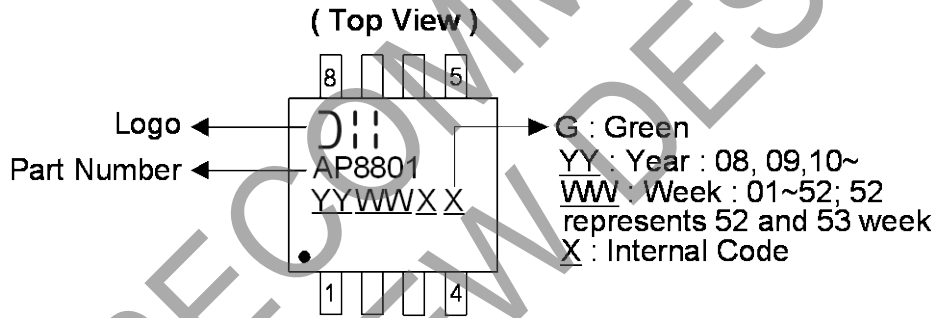 ( Top View )
8 5
Logo
Part Number
AP8801
YYWWX X
1 4
G : Green
YY : Year : 08, 09,10~
WW : Week : 01~52; 52
represents 52 and 53 week
X : Internal Code